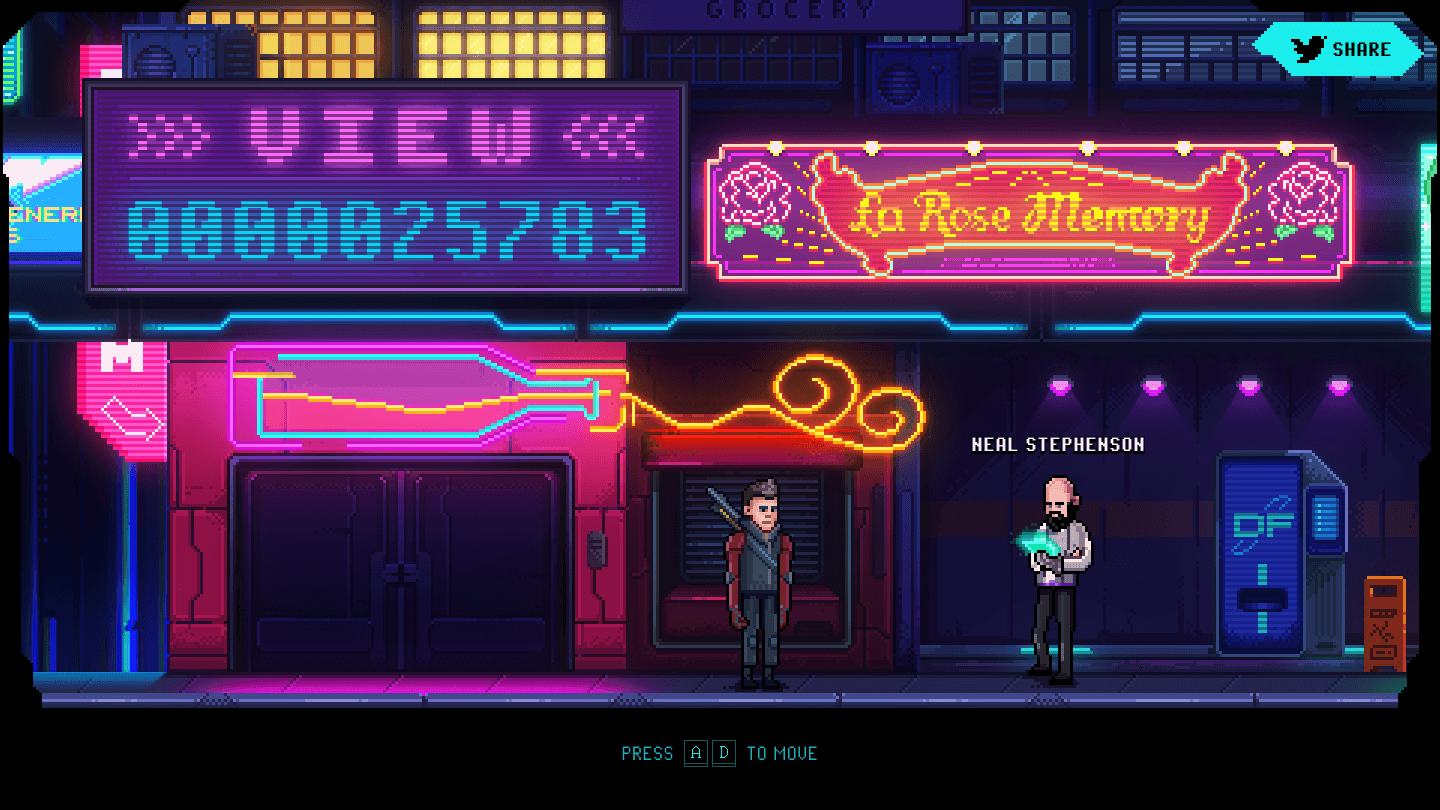 GROCERY
SHARE
>>> VIEW <<<
0000025783
La Rose Memory
M
NEAL STEPHENSON
DF
PRESS A D TO MOVE